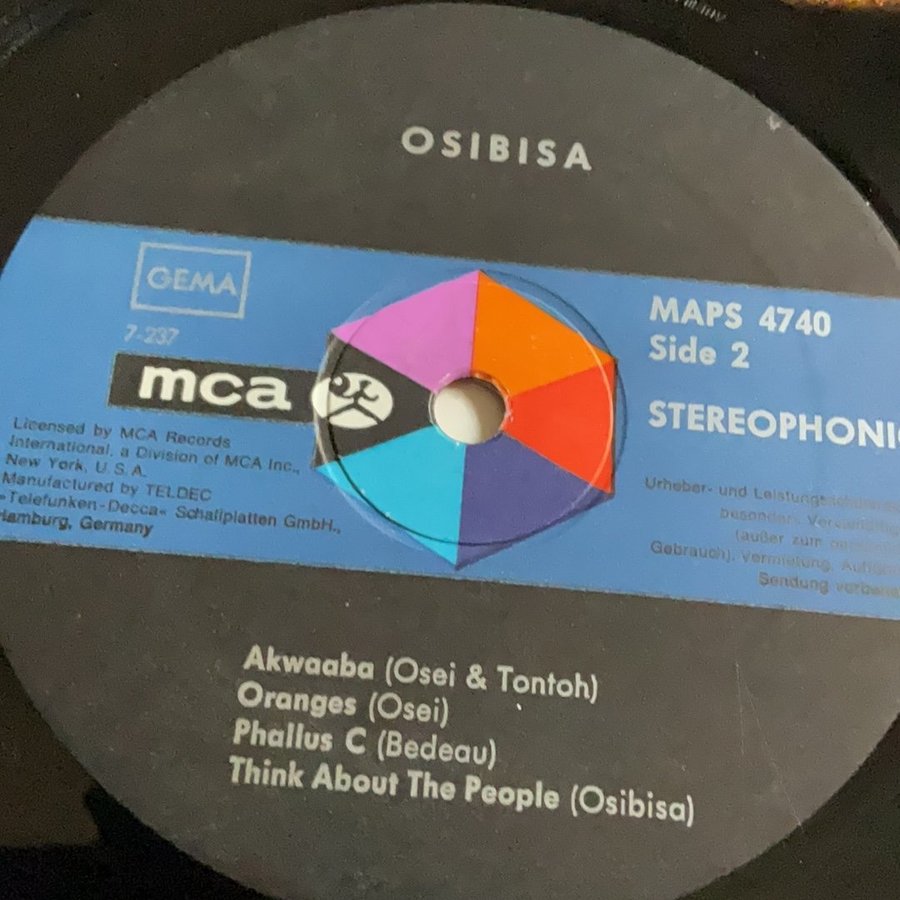 OSIBISA
GEMA
7-237
mca
Licensed by MCA Records
International, a Division of MCA Inc.,
New York, U.S.A.
Manufactured by TELDEC
»Telefunken-Decca« Schallplatten GmbH.,
Hamburg, Germany
MAPS 4740
Side 2
STEREOPHONI
Urheber- und
(außer zum
Gebrauch), Vermietung,
Sendung
Akwaaba (Osei & Tontoh)
Oranges (Osei)
Phallus C (Bedeau)
Think About The People (Osibisa)